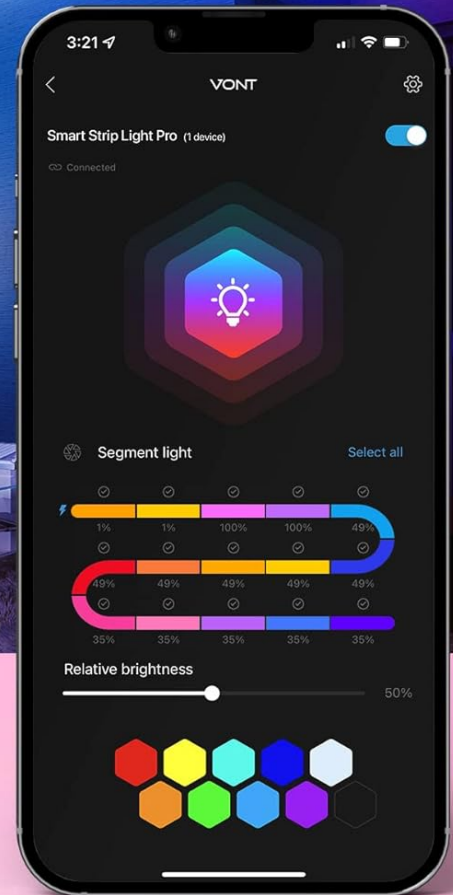 3:21
VONT
Smart Strip Light Pro (1 device)
Connected
Segment light Select all
1% 1% 100% 100% 49%
49% 49% 49% 49% 49%
35% 35% 35% 35% 35%
Relative brightness
50%